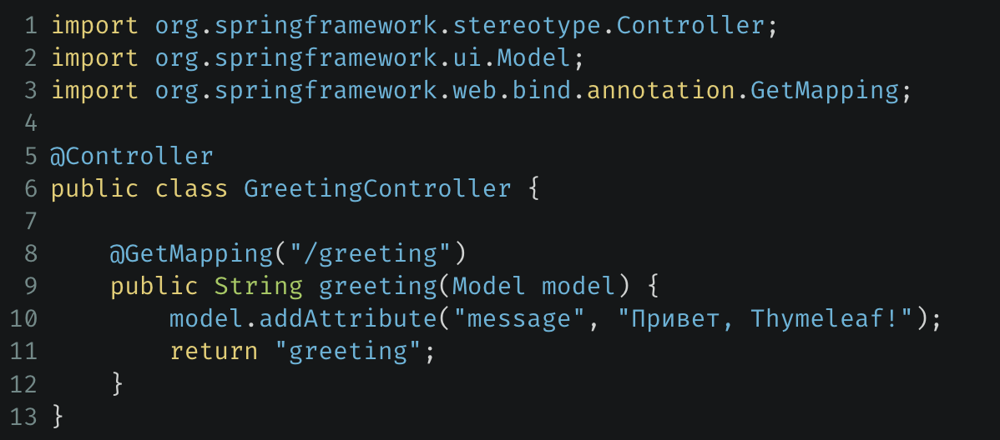 1 import org.springframework.stereotype.Controller;
2 import org.springframework.ui.Model;
3 import org.springframework.web.bind.annotation.GetMapping;
4
5 @Controller
6 public class GreetingController {
7
8     @GetMapping("/greeting")
9     public String greeting(Model model) {
10         model.addAttribute("message", "Привет, Thymeleaf!");
11         return "greeting";
12     }
13 }